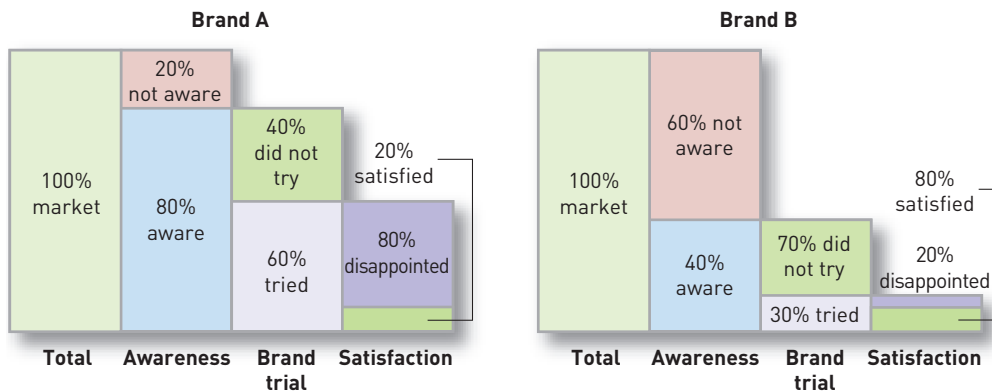 Brand A
20%
not aware
40%
did not
try
20%
satisfied
100%
market
80%
aware
60%
tried
80%
disappointed
Total
Awareness
Brand
trial
Satisfaction
Brand B
60% not
aware
100%
market
40%
aware
70% did
not try
30% tried
80%
satisfied
20%
disappointed
Total
Awareness
Brand
trial
Satisfaction